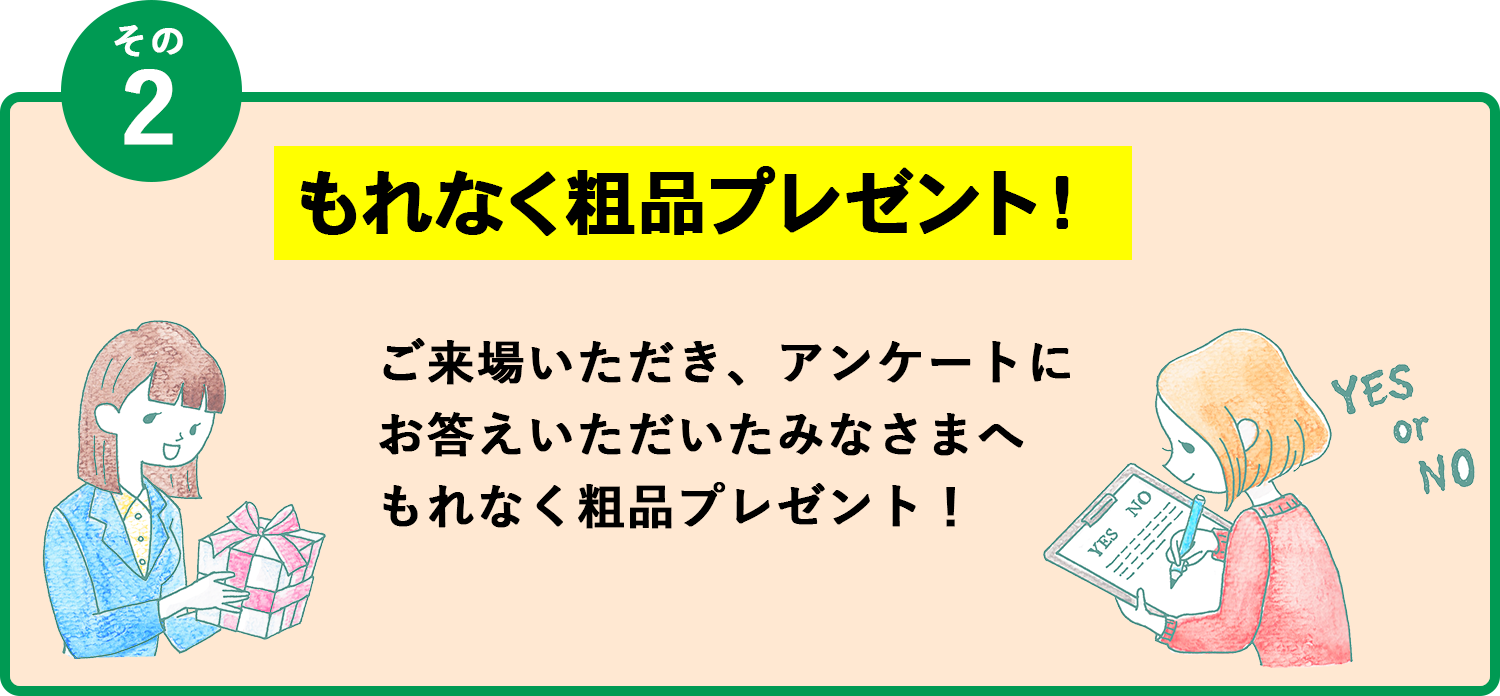 その
2
もれなく粗品プレゼント！
ご来場いただき、アンケートに
お答えいただいたみなさまへ
もれなく粗品プレゼント！
YES
or
NO
YES NO